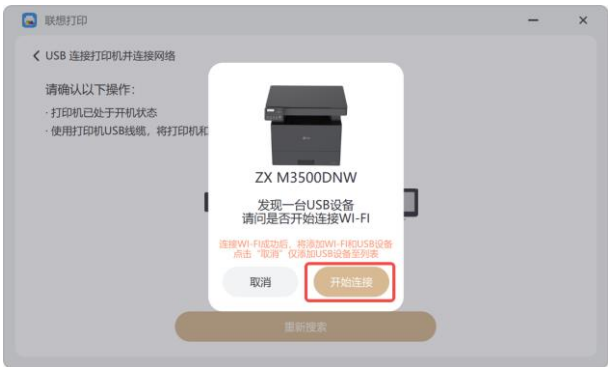 联想打印
USB 连接打印机并连接网络
请确认以下操作：
·打印机已处于开机状态
·使用打印机USB线缆，将打印机和
ZX M3500DNW
发现一台USB设备
请问是否开始连接WI-FI
连接WI-FI成功后，将添加WI-FI和USB设备
点击“取消”仅添加USB设备至列表
取消
开始连接
重新搜索